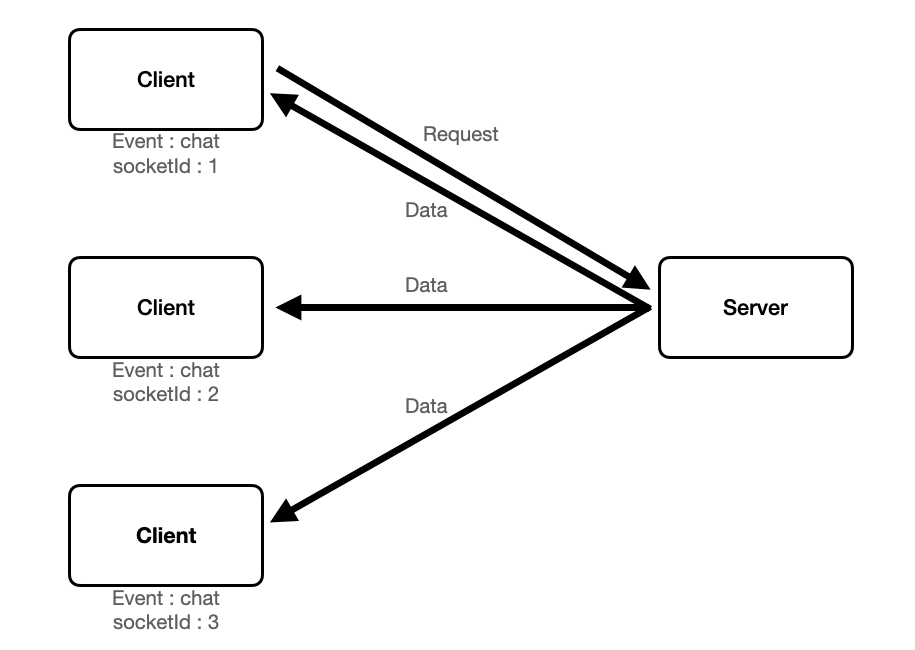 Client
Event : chat
socketId : 1
Request
Data
Client
Event : chat
socketId : 2
Data
Server
Data
Client
Event : chat
socketId : 3